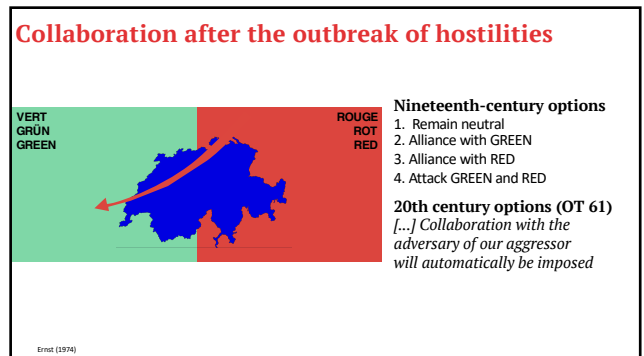 Collaboration after the outbreak of hostilities
VERT
GRÜN
GREEN
ROUGE
ROT
RED
Nineteenth-century options
1. Remain neutral
2. Alliance with GREEN
3. Alliance with RED
4. Attack GREEN and RED
20th century options (OT 61)
[...] Collaboration with the
adversary of our aggressor
will automatically be imposed
Ernst (1974)